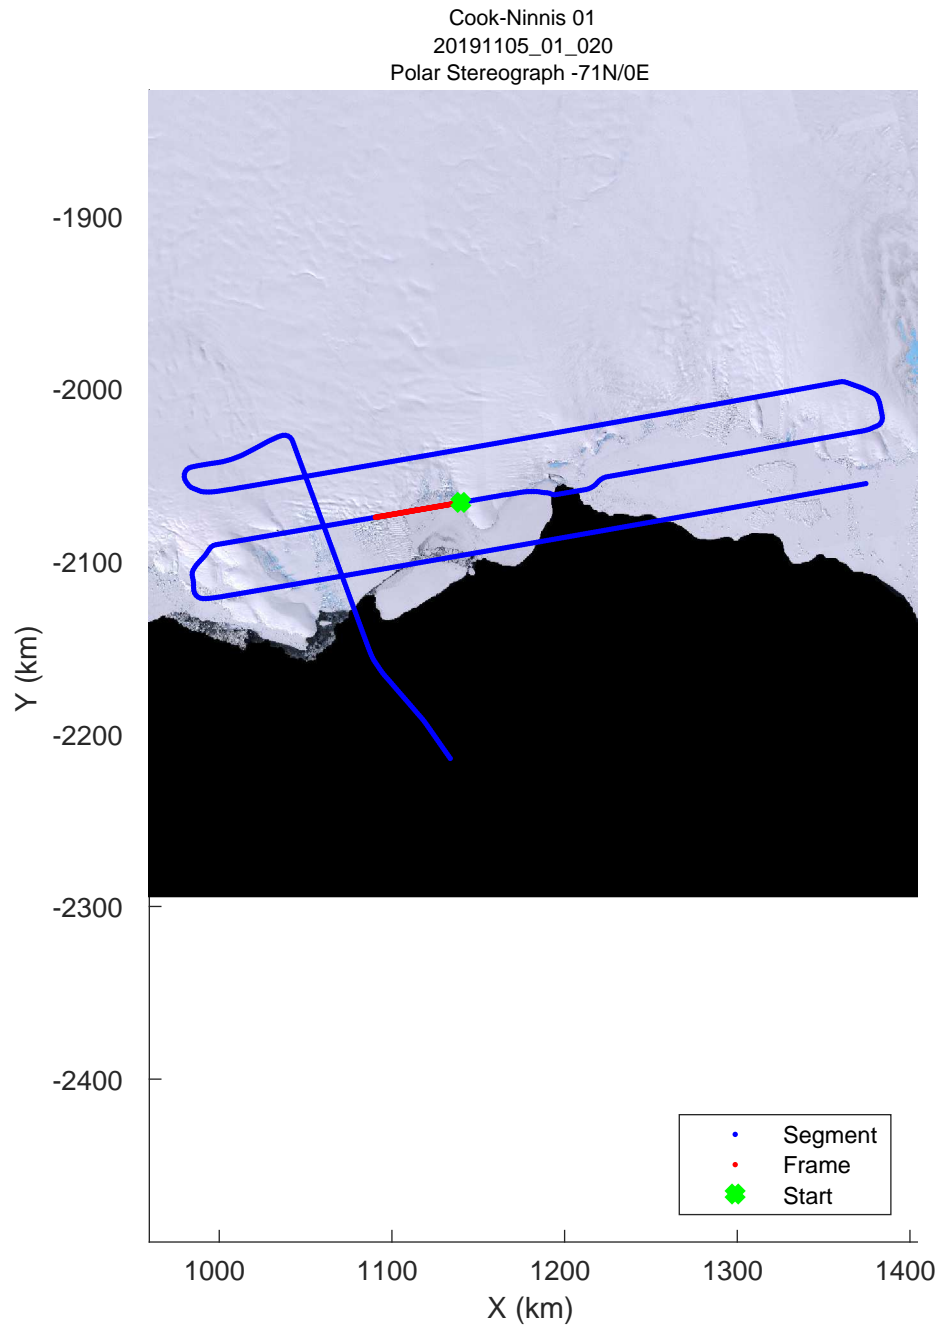 Cook-Ninnis 01
20191105_01_020
Polar Stereograph -71N/0E
-1900
-2000
-2100
-2200
-2300
-2400
Y (km)
Segment
Frame
Start
1000
1100
1200
1300
1400
X (km)